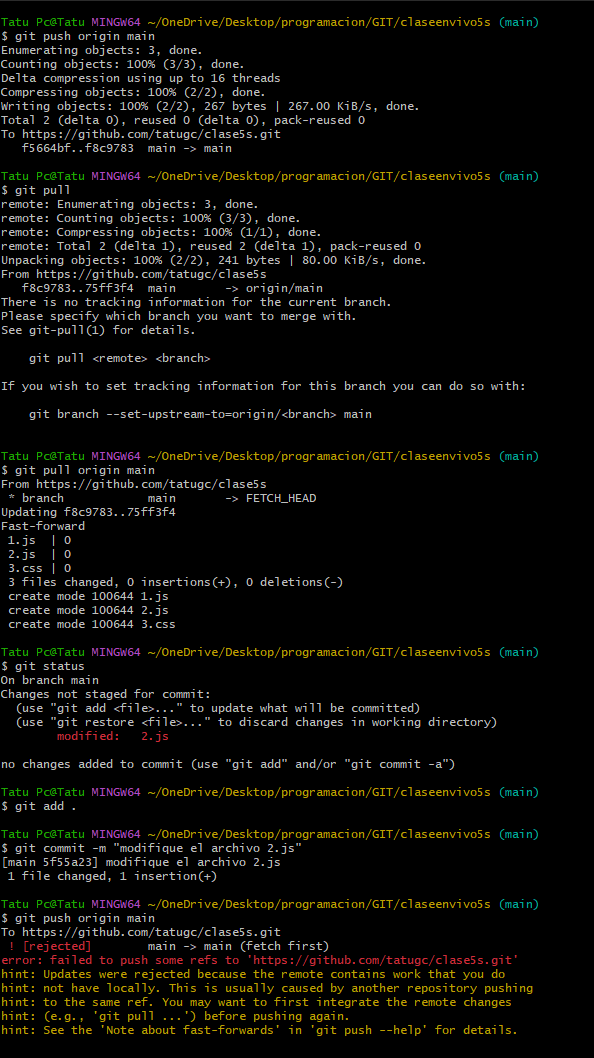 Tatu Pc@Tatu MINGW64 ~/OneDrive/Desktop/programacion/GIT/claseenvivo5s (main)
$ git push origin main
Enumerating objects: 3, done.
Counting objects: 100% (3/3), done.
Delta compression using up to 16 threads
Compressing objects: 100% (2/2), done.
Writing objects: 100% (2/2), 267 bytes | 267.00 KiB/s, done.
Total 2 (delta 0), reused 0 (delta 0), pack-reused 0
To https://github.com/tatugc/clase5s.git
   f5664bf..f8c9783  main -> main

Tatu Pc@Tatu MINGW64 ~/OneDrive/Desktop/programacion/GIT/claseenvivo5s (main)
$ git pull
remote: Enumerating objects: 3, done.
remote: Counting objects: 100% (3/3), done.
remote: Compressing objects: 100% (1/1), done.
remote: Total 2 (delta 1), reused 2 (delta 1), pack-reused 0
Unpacking objects: 100% (2/2), 241 bytes | 80.00 KiB/s, done.
From https://github.com/tatugc/clase5s
   f8c9783..75ff3f4  main       -> origin/main
There is no tracking information for the current branch.
Please specify which branch you want to merge with.
See git-pull(1) for details.

    git pull <remote> <branch>

If you wish to set tracking information for this branch you can do so with:

    git branch --set-upstream-to=origin/<branch> main

Tatu Pc@Tatu MINGW64 ~/OneDrive/Desktop/programacion/GIT/claseenvivo5s (main)
$ git pull origin main
From https://github.com/tatugc/clase5s
 * branch            main       -> FETCH_HEAD
Updating f8c9783..75ff3f4
Fast-forward
 1.js  | 0
 2.js  | 0
 3.css | 0
 3 files changed, 0 insertions(+), 0 deletions(-)
 create mode 100644 1.js
 create mode 100644 2.js
 create mode 100644 3.css

Tatu Pc@Tatu MINGW64 ~/OneDrive/Desktop/programacion/GIT/claseenvivo5s (main)
$ git status
On branch main
Changes not staged for commit:
  (use "git add <file>..." to update what will be committed)
  (use "git restore <file>..." to discard changes in working directory)
        modified:   2.js

no changes added to commit (use "git add" and/or "git commit -a")

Tatu Pc@Tatu MINGW64 ~/OneDrive/Desktop/programacion/GIT/claseenvivo5s (main)
$ git add .

Tatu Pc@Tatu MINGW64 ~/OneDrive/Desktop/programacion/GIT/claseenvivo5s (main)
$ git commit -m "modifique el archivo 2.js"
[main 5f55a23] modifique el archivo 2.js
 1 file changed, 1 insertion(+)

Tatu Pc@Tatu MINGW64 ~/OneDrive/Desktop/programacion/GIT/claseenvivo5s (main)
$ git push origin main
To https://github.com/tatugc/clase5s.git
 ! [rejected]        main -> main (fetch first)
error: failed to push some refs to 'https://github.com/tatugc/clase5s.git'
hint: Updates were rejected because the remote contains work that you do
hint: not have locally. This is usually caused by another repository pushing
hint: to the same ref. You may want to first integrate the remote changes
hint: (e.g., 'git pull ...') before pushing again.
hint: See the 'Note about fast-forwards' in 'git push --help' for details.